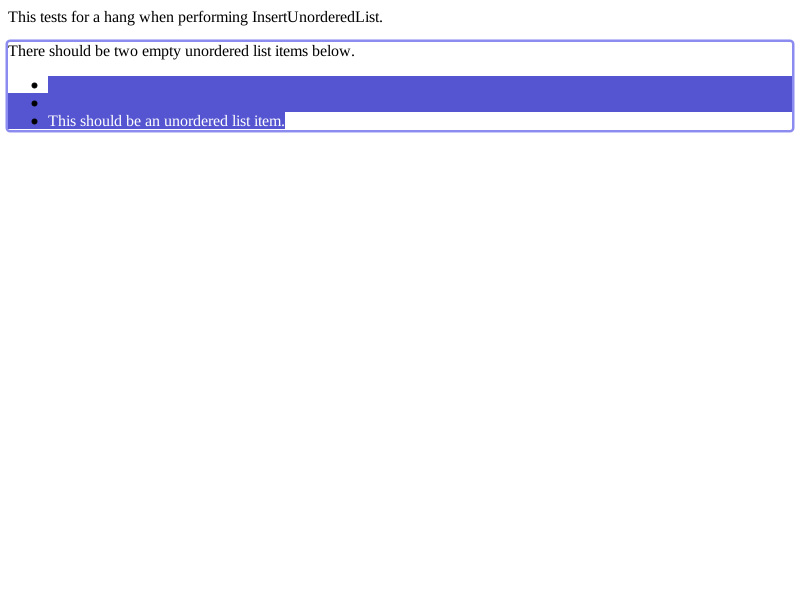 This tests for a hang when performing InsertUnorderedList.
There should be two empty unordered list items below.
•
•
• This should be an unordered list item.